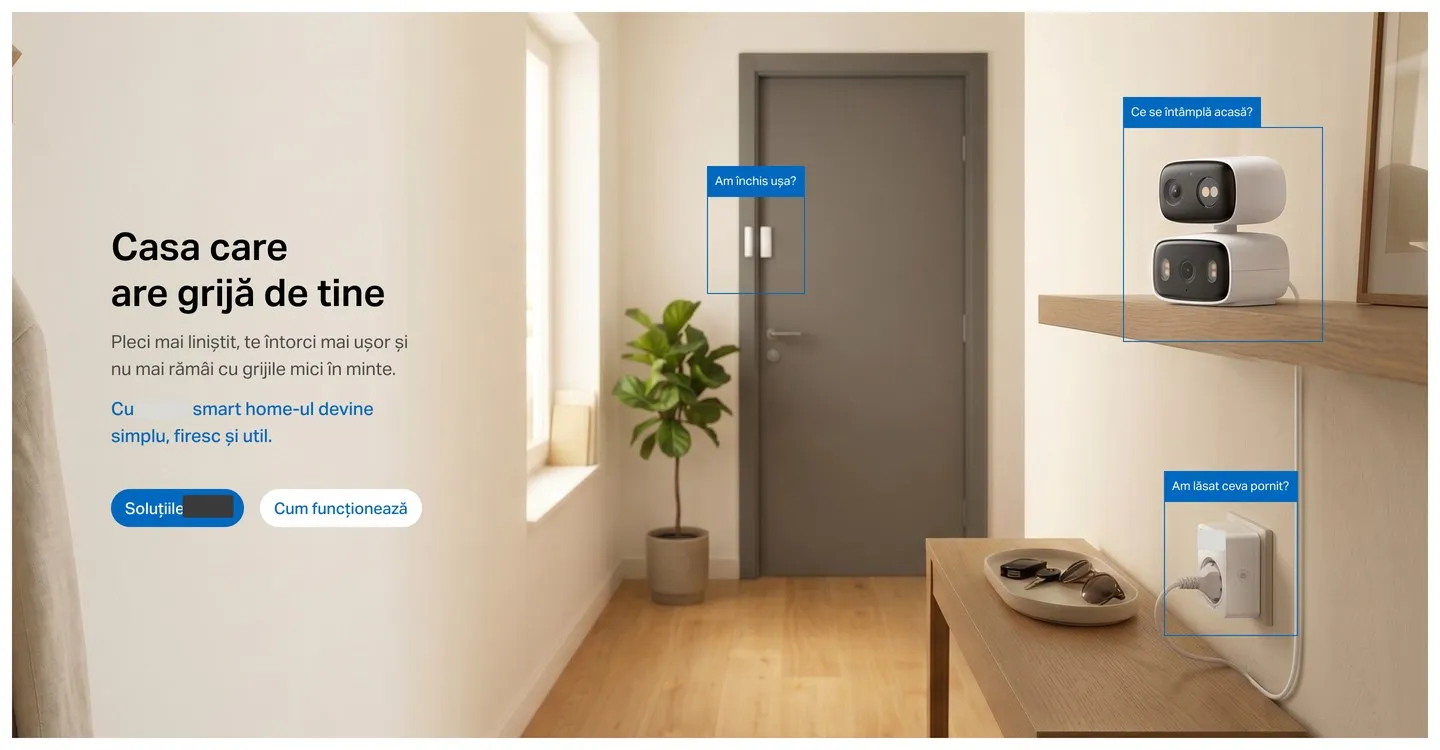 Casa care
are grijă de tine
Pleci mai liniștit, te întorci mai ușor și
nu mai rămâi cu grijile mici în minte.
Cu smart home-ul devine
simplu, firesc și util.
Soluțiile
Cum funcționează
Am închis ușa?
Ce se întâmplă acasă?
Am lăsat ceva pornit?